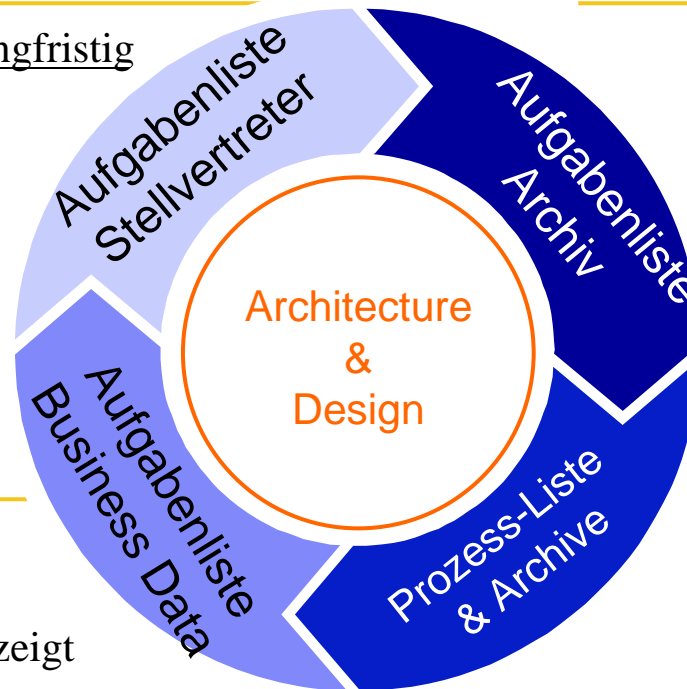 ngfristig
Aufgabenliste
Stellvertreter
Aufgabenliste
Archiv
Architecture
&
Design
Aufgabenliste
Business Data
Prozess-Liste
& Archive
zeigt